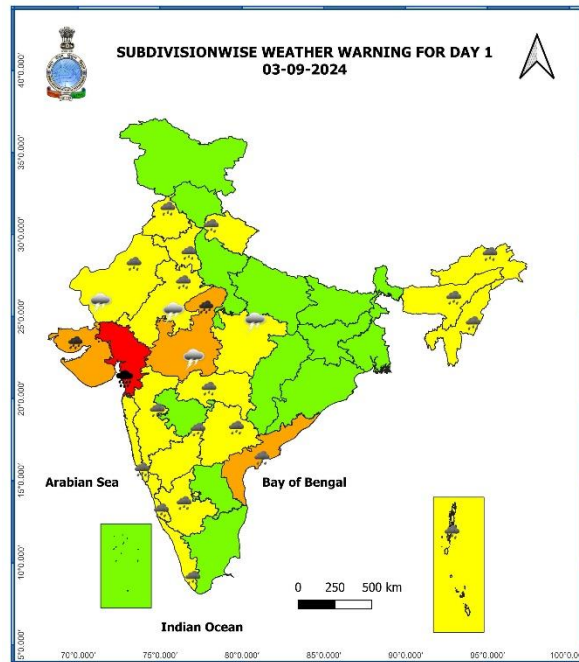 SUBDIVISIONWISE WEATHER WARNING FOR DAY 1
03-09-2024
40°0.000'
35°0.000'
30°0.000'
25°0.000'
20°0.000'
15°0.000'
10°0.000'
5°0.000'
Arabian Sea
Bay of Bengal
0 250 500 km
Indian Ocean
70°0.000' 75°0.000' 80°0.000' 85°0.000' 90°0.000' 95°0.000' 100°0.0